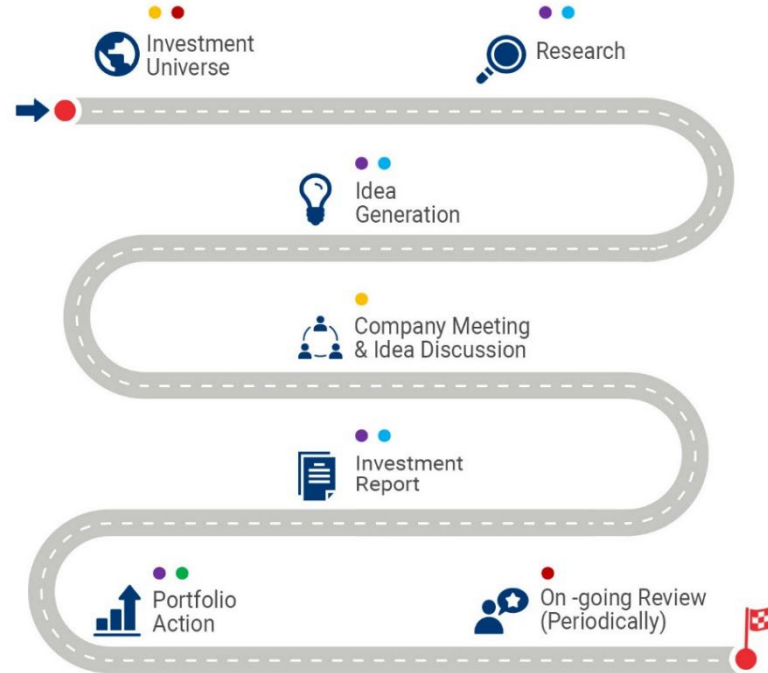 Investment
Universe
Research
Idea
Generation
Company Meeting
& Idea Discussion
Investment
Report
Portfolio
Action
On -going Review
(Periodically)